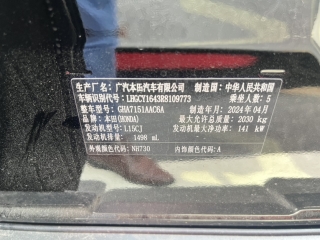 生产厂名：广汽本田汽车有限公司 制造国：中华人民共和国
车辆识别代号：LHGCY1643R8109773 乘坐人数：5
整车型号：GHA7151AAC6A 制造年月：2024年04月
品牌：本田(HONDA) 最大允许总质量：2030 kg
发动机型号：L15CJ 发动机最大净功率：141 kW
发动机排量：1498 mL
外观颜色代码：NH730 内饰颜色代码：A